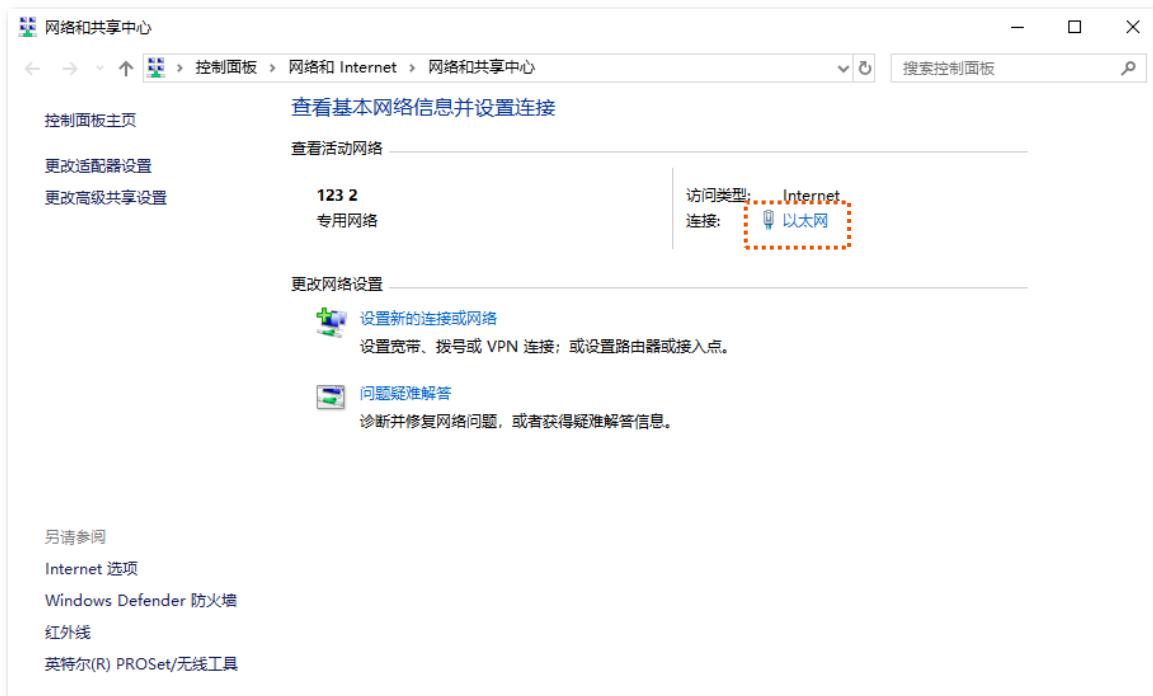 网络和共享中心
控制面板 › 网络和 Internet › 网络和共享中心
搜索控制面板
控制面板主页
更改适配器设置
更改高级共享设置
查看基本网络信息并设置连接
查看活动网络
123 2
专用网络
访问类型: Internet
连接: 以太网
更改网络设置
设置新的连接或网络
设置宽带、拨号或 VPN 连接；或设置路由器或接入点。
问题疑难解答
诊断并修复网络问题，或者获得疑难解答信息。
另请参阅
Internet 选项
Windows Defender 防火墙
红外线
英特尔(R) PROSet/无线工具